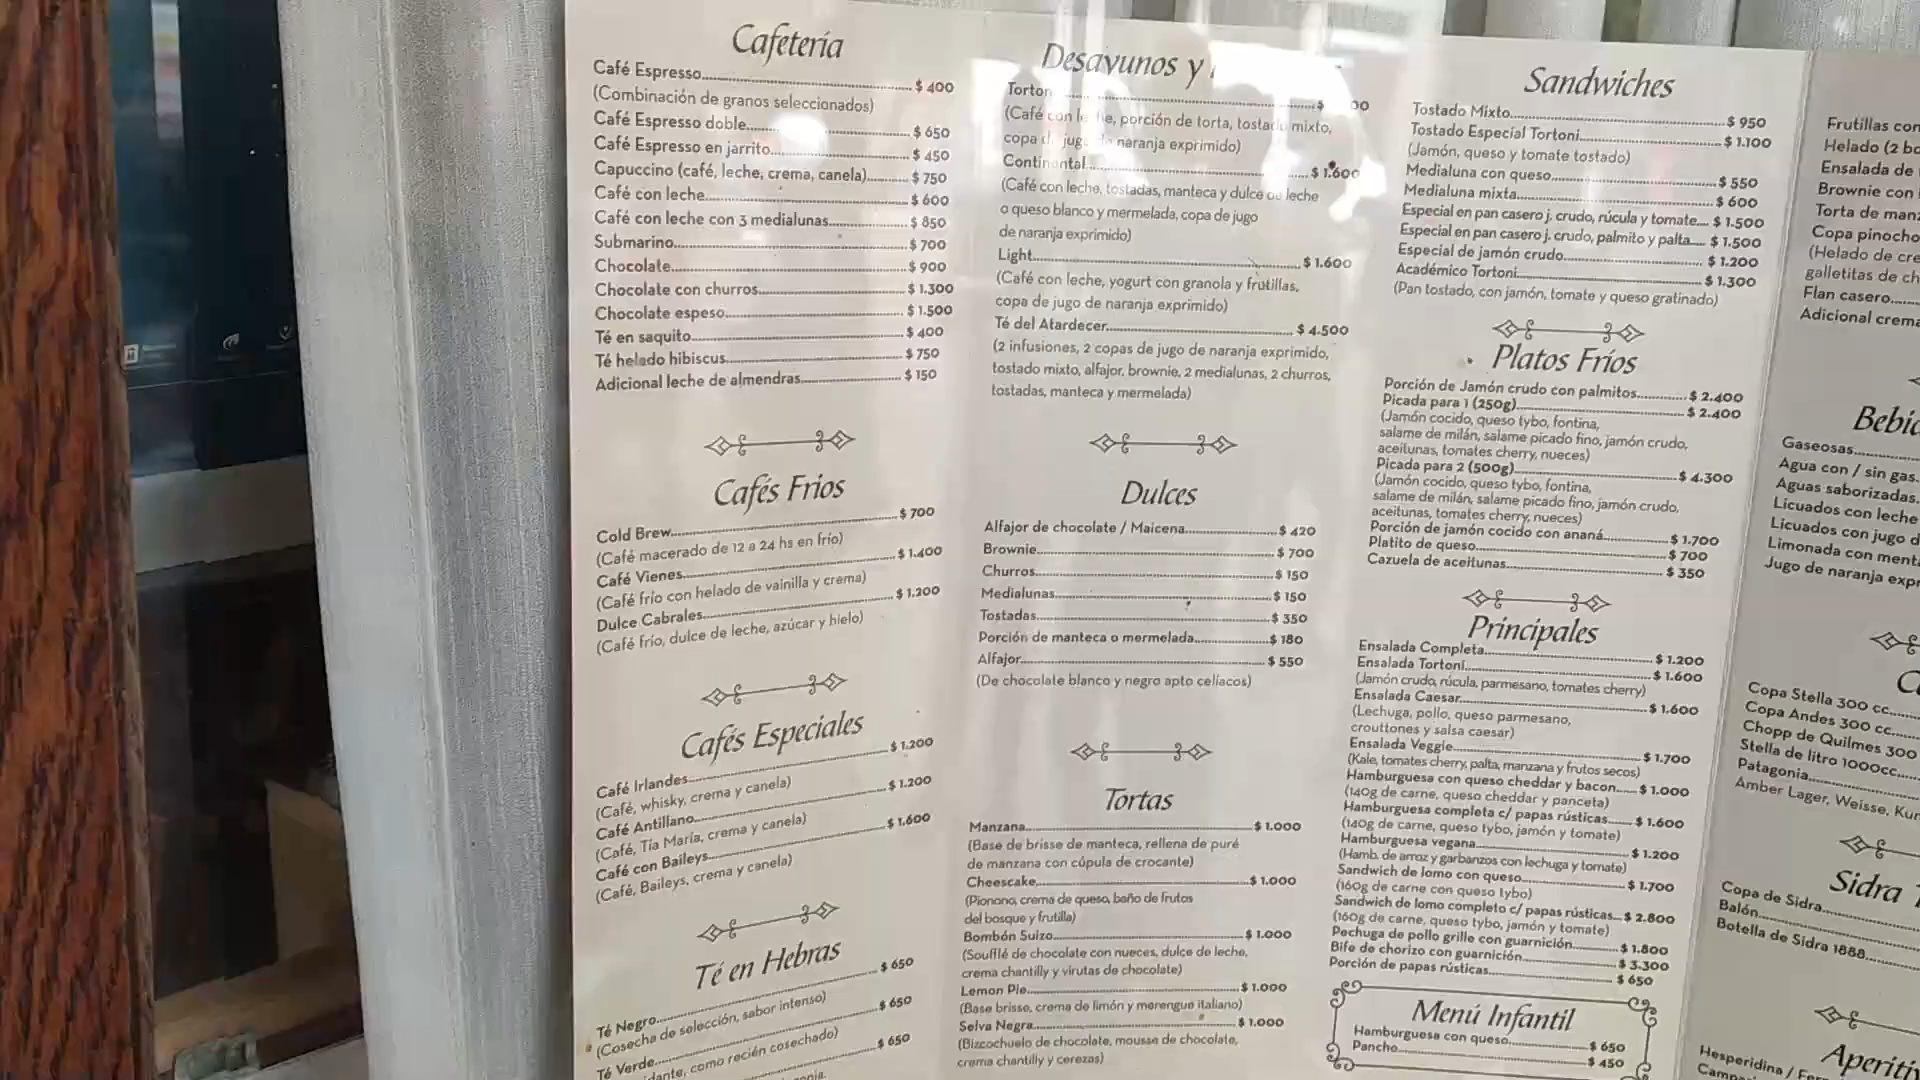 Cafetería
Café Espresso $ 400
(Combinación de granos seleccionados)
Café Espresso doble $ 650
Café Espresso en jarrito $ 450
Capuccino (café, leche, crema, canela) $ 750
Café con leche $ 600
Café con leche con 3 medialunas $ 850
Submarino $ 700
Chocolate $ 900
Chocolate con churros $ 1.300
Chocolate espeso $ 1.500
Té en saquito $ 400
Té helado hibiscus $ 750
Adicional leche de almendras $ 150
Cafés Fríos
Cold Brew $ 700
(Café macerado de 12 a 24 hs en frío)
Café Vienes $ 1.400
(Café frío con helado de vainilla y crema)
Dulce Cabrales $ 1.200
(Café frío, dulce de leche, azúcar y hielo)
Cafés Especiales
Café Irlandes $ 1.200
(Café, whisky, crema y canela)
Café Antillano $ 1.200
(Café, Tía María, crema y canela)
Café con Baileys $ 1.600
(Café, Baileys, crema y canela)
Té en Hebras
Té Negro $ 650
(Cosecha de selección, sabor intenso)
Té Verde $ 650
como recién cosechado)
$ 650
Desayunos y
(Café con leche, porción de torta, tostado mixto,
copa de jugo de naranja exprimido)
Continental $ 1.600
(Café con leche, tostadas, manteca y dulce de leche
o queso blanco y mermelada, copa de jugo
de naranja exprimido)
Light $ 1.600
(Café con leche, yogurt con granola y frutillas,
copa de jugo de naranja exprimido)
Té del Atardecer $ 4.500
(2 infusiones, 2 copas de jugo de naranja exprimido,
tostado mixto, alfajor, brownie, 2 medialunas, 2 churros,
tostadas, manteca y mermelada)
Dulces
Alfajor de chocolate / Maicena $ 420
Brownie $ 700
Churros $ 150
Medialunas $ 150
Tostadas $ 350
Porción de manteca o mermelada $ 180
Alfajor $ 550
(De chocolate blanco y negro apto celíacos)
Tortas
Manzana $ 1.000
(Base de brisse de manteca, rellena de puré
de manzana con cúpula de crocante)
Cheescake $ 1.000
(Pionono, crema de queso, baño de frutos
del bosque y frutilla)
Bombón Suizo $ 1.000
(Soufflé de chocolate con nueces, dulce de leche,
crema chantilly y virutas de chocolate)
Lemon Pie $ 1.000
(Base brisse, crema de limón y merengue italiano)
Selva Negra $ 1.000
(Bizcochuelo de chocolate, mousse de chocolate,
crema chantilly y cerezas)
Sandwiches
Tostado Mixto $ 950
Tostado Especial Tortoni $ 1.100
(Jamón, queso y tomate tostado)
Medialuna con queso $ 550
Medialuna mixta $ 600
Especial en pan casero j. crudo, rúcula y tomate $ 1.500
Especial en pan casero j. crudo, palmito y palta $ 1.500
Especial de jamón crudo $ 1.200
Académico Tortoni $ 1.300
(Pan tostado, con jamón, tomate y queso gratinado)
Platos Fríos
Porción de Jamón crudo con palmitos $ 2.400
Picada para 1 (250g) $ 2.400
(Jamón cocido, queso tybo, fontina,
salame de milán, salame picado fino, jamón crudo,
aceitunas, tomates cherry, nueces)
Picada para 2 (500g) $ 4.300
(Jamón cocido, queso tybo, fontina,
salame de milán, salame picado fino, jamón crudo,
aceitunas, tomates cherry, nueces)
Porción de jamón cocido con ananá $ 1.700
Platito de queso $ 700
Cazuela de aceitunas $ 350
Principales
Ensalada Completa $ 1.200
Ensalada Tortoni $ 1.600
(Jamón crudo, rúcula, parmesano, tomates cherry)
Ensalada Caesar $ 1.600
(Lechuga, pollo, queso parmesano,
crouttones y salsa caesar)
Ensalada Veggie $ 1.700
(Kale, tomates cherry, palta, manzana y frutos secos)
Hamburguesa con queso cheddar y bacon $ 1.000
(140g de carne, queso cheddar y panceta)
Hamburguesa completa c/ papas rústicas $ 1.600
(140g de carne, queso tybo, jamón y tomate)
Hamburguesa vegana $ 1.200
(Hamb. de arroz y garbanzos con lechuga y tomate)
Sandwich de lomo con queso $ 1.700
(160g de carne con queso tybo)
Sandwich de lomo completo c/ papas rústicas $ 2.800
(160g de carne, queso tybo, jamón y tomate)
Pechuga de pollo grille con guarnición $ 1.800
Bife de chorizo con guarnición $ 3.300
Porción de papas rústicas $ 650
Menú Infantil
Hamburguesa con queso $ 650
Pancho $ 450
Frutillas con
Helado (2
Ensalada de
Brownie con
Torta de
Copa pinocho
(Helado de
galletitas de
Flan casero
Adicional crema
Gaseosas
Agua con / sin gas
Aguas saborizadas
Licuados con leche
Licuados con jugo
Limonada con
Jugo de naranja
Copa Stella 300 cc
Copa Andes 300 cc
Chopp de Quilmes 300
Stella de litro 1000cc
Patagonia
Amber Lager, Weisse,
Sidra
Copa de Sidra
Balón
Botella de Sidra 1888
Hesperidina /